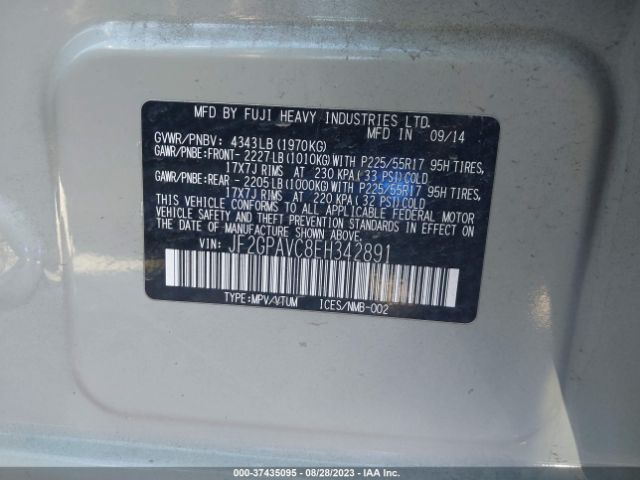 MFD BY FUJI HEAVY INDUSTRIES LTD.
MFD IN 09/14
GVWR/PNBV: 4343LB(1970KG)
GAWR/PNBE:FRONT- 2227LB(1010KG)WITH P225/55R17 95H TIRES,
17X7J RIMS AT 230 KPA(33 PSI)COLD
GAWR/PNBE:REAR - 2205LB(1000KG)WITH P225/55R17 95H TIRES,
17X7J RIMS AT 220 KPA(32 PSI)COLD
THIS VEHICLE CONFORMS TO ALL APPLICABLE FEDERAL MOTOR
VEHICLE SAFETY AND THEFT PREVENTION STANDARDS IN EFFECT ON
THE DATE OF MANUFACTURE SHOWN ABOVE.
VIN: JF2GPAVC8EH342891
TYPE:MPV/VTUM ICES/NMB-002
000-37435095 - 08/28/2023 - Copyright: IAA